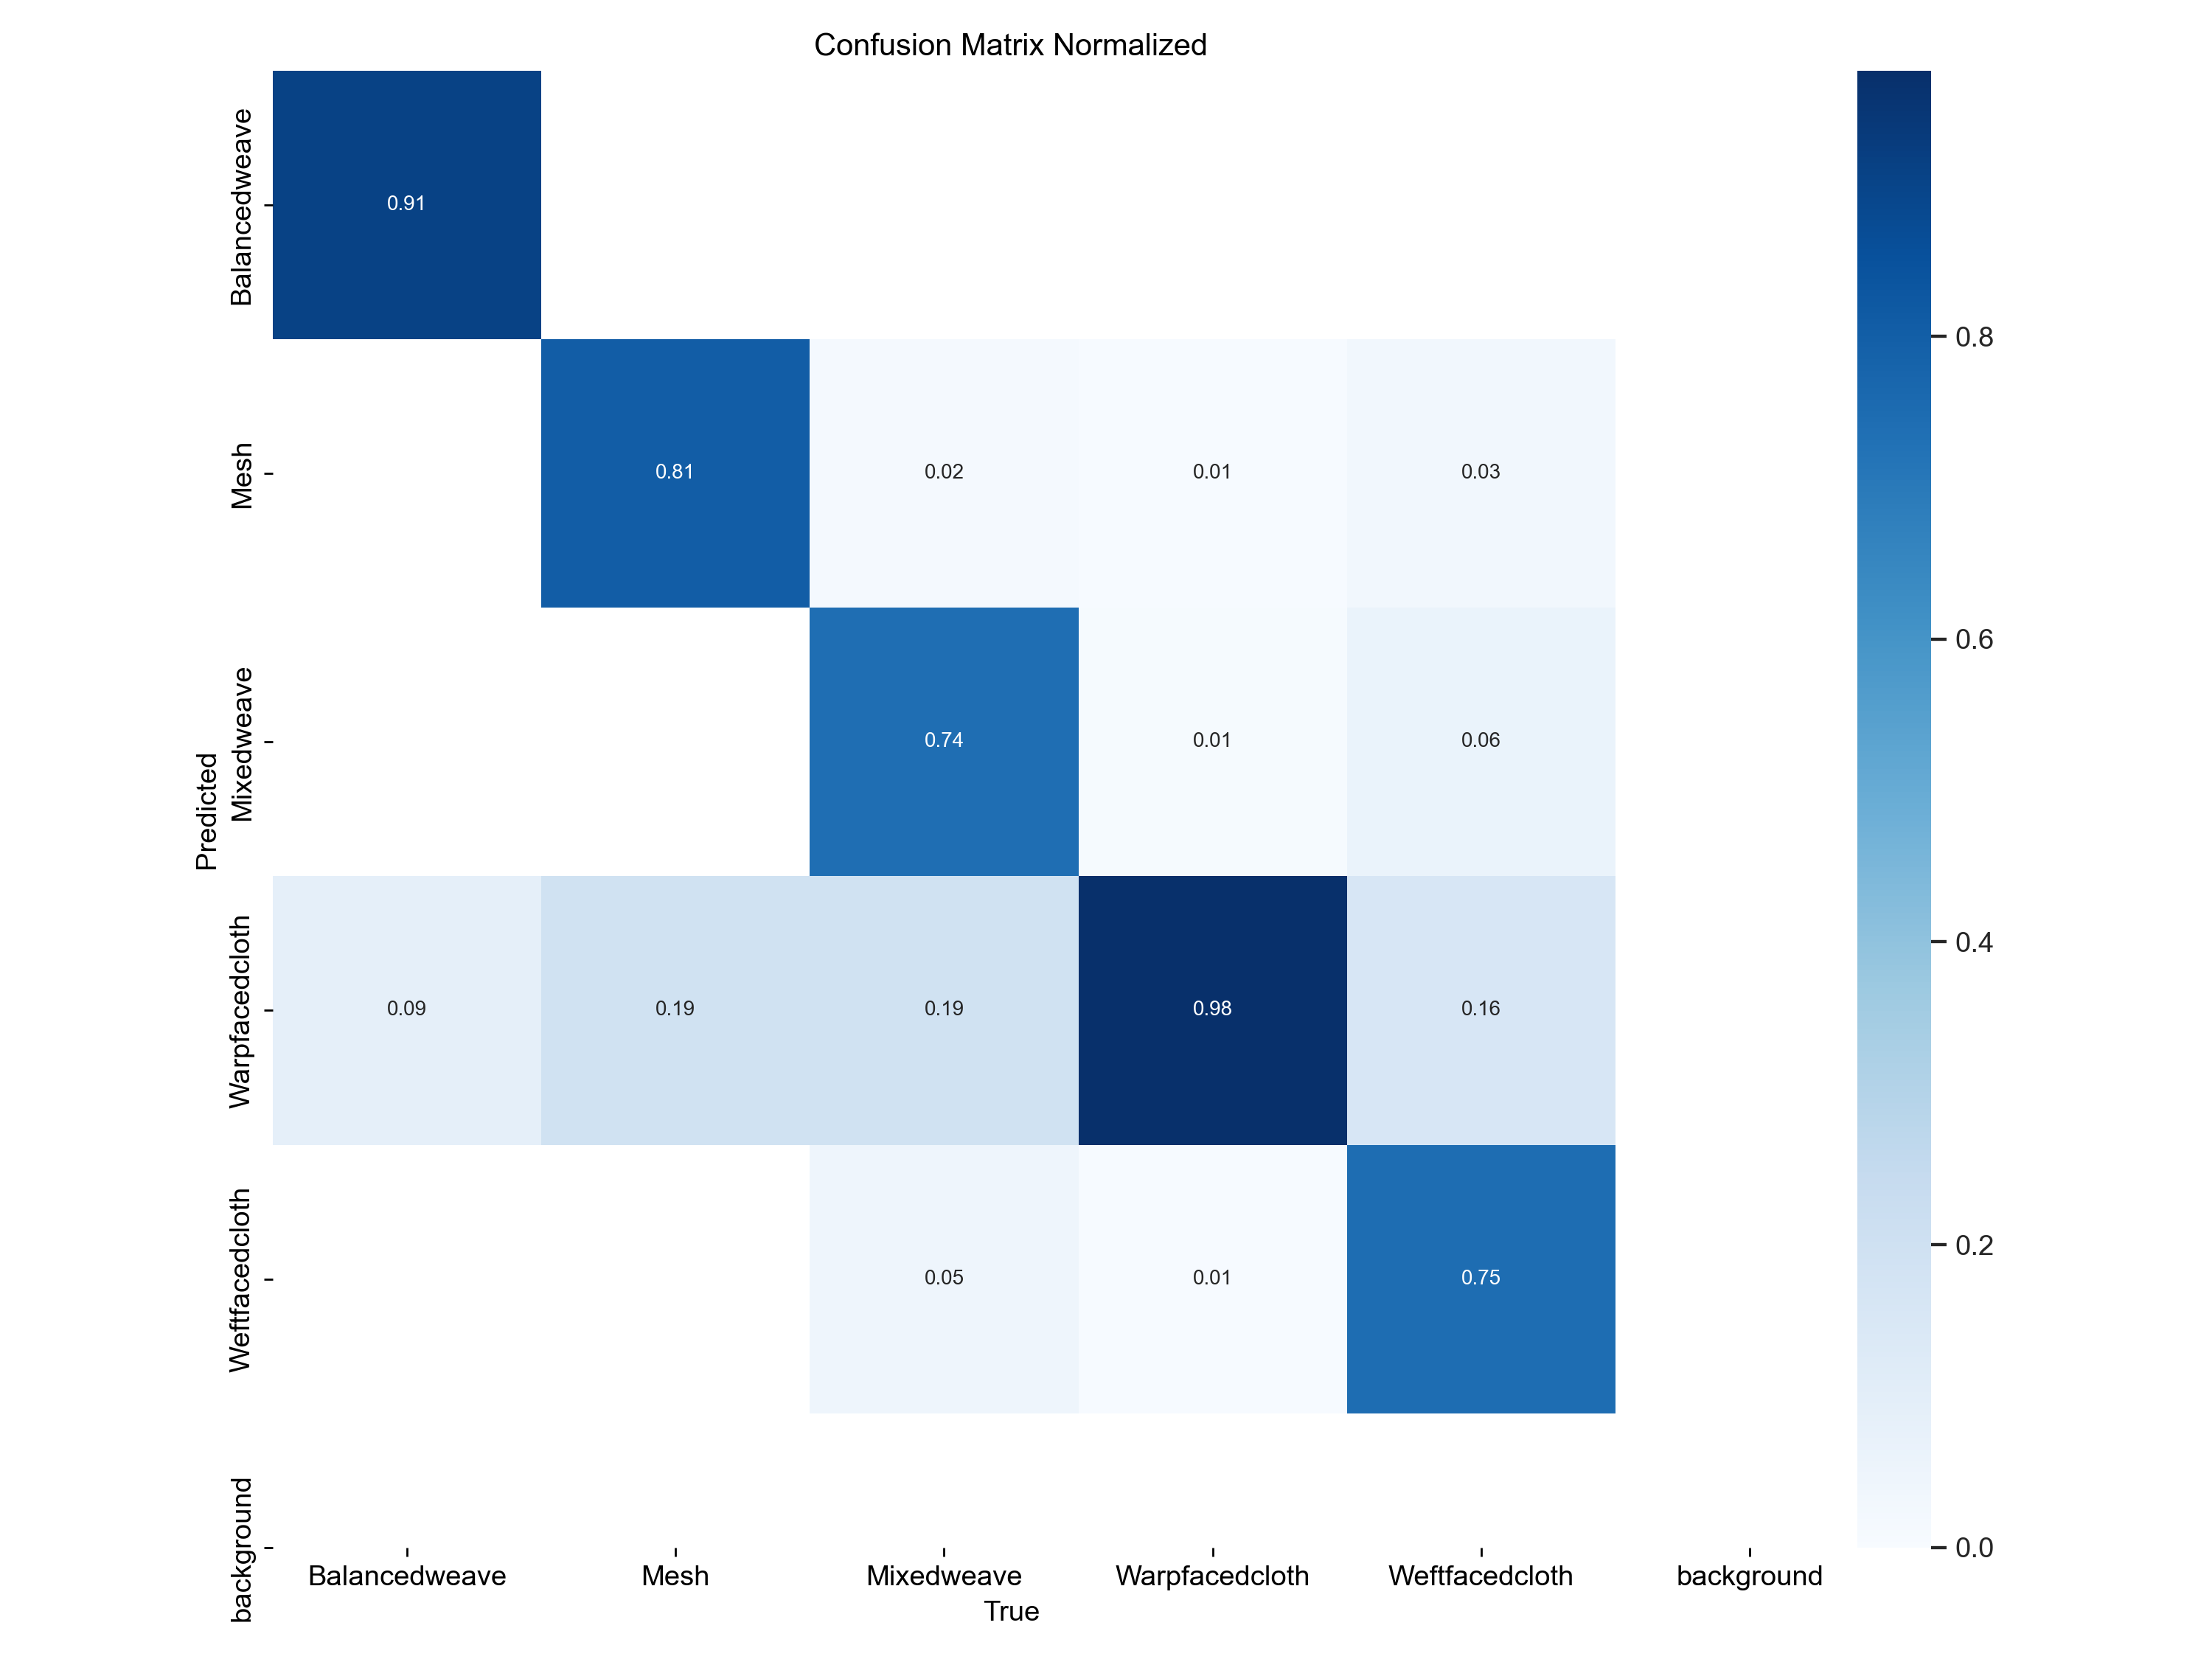 Confusion Matrix Normalized
Balancedweave
0.91
Mesh
0.81 0.02 0.01 0.03
Mixedweave
0.74 0.01 0.06
Predicted
Warpfacedcloth
0.09 0.19 0.19 0.98 0.16
Weftfacedcloth
0.05 0.01 0.75
background
Balancedweave Mesh Mixedweave Warpfacedcloth Weftfacedcloth background
True
0.8
0.6
0.4
0.2
0.0